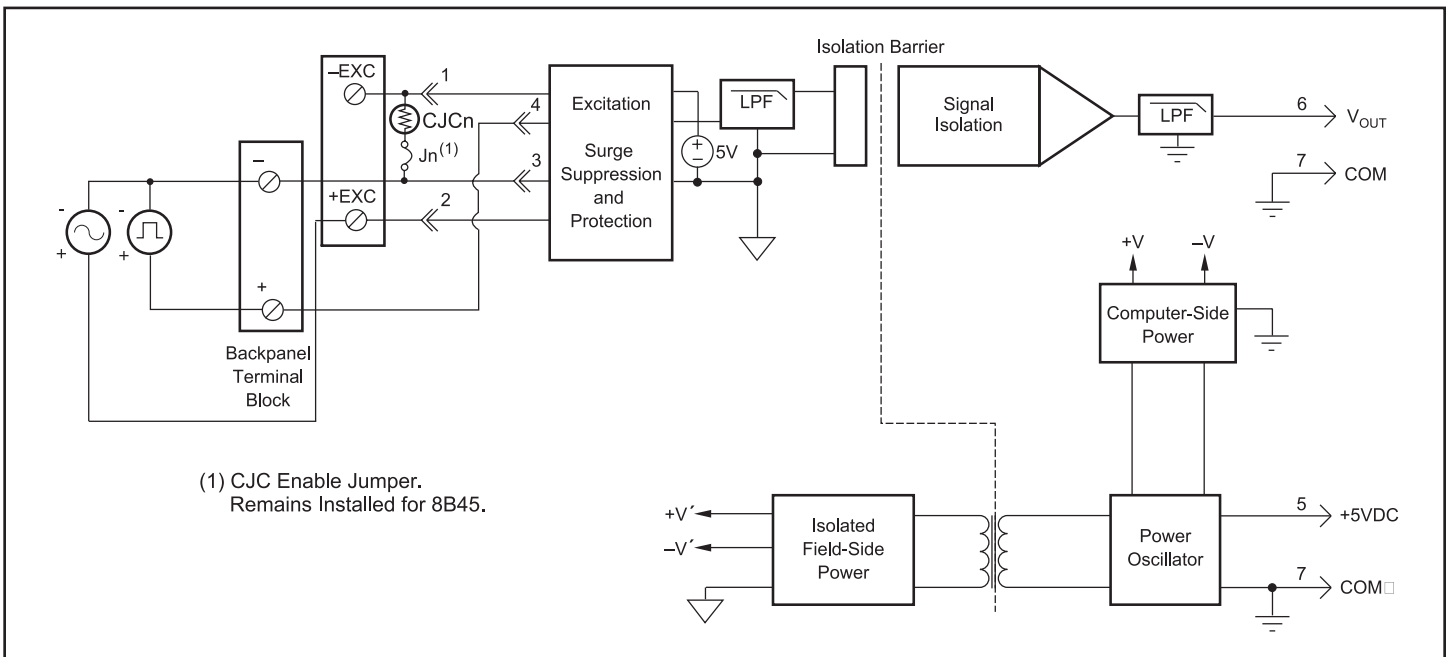 Isolation Barrier
–EXC
1
CJCn
Jn(1)
4
3
+EXC
2
–
+
-
+
-
+
Backpanel
Terminal
Block
Excitation
Surge
Suppression
and
Protection
+
–
5V
LPF
Signal
Isolation
LPF
6
VOUT
7
COM
+V
–V
Computer-Side
Power
(1) CJC Enable Jumper.
Remains Installed for 8B45.
+V´
–V´
Isolated
Field-Side
Power
Power
Oscillator
5
+5VDC
7
COM□